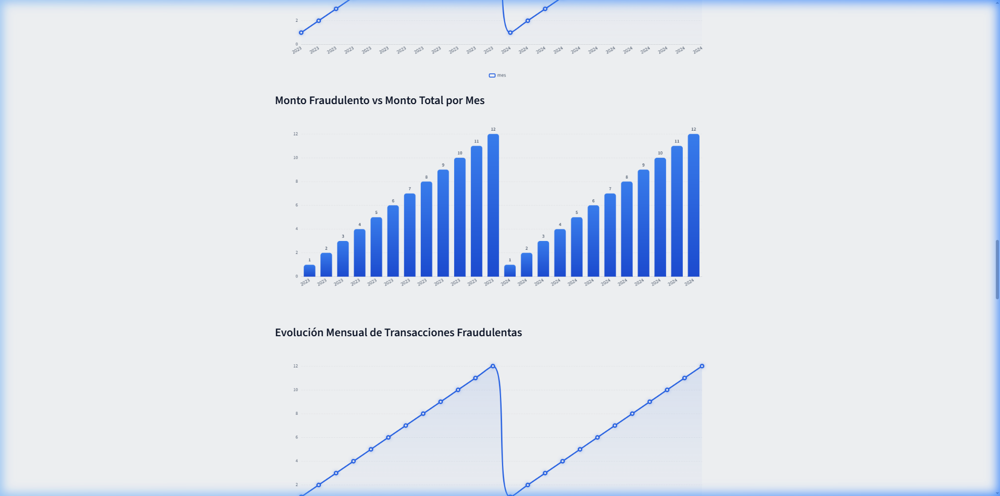 2
0
2023 2023 2023 2023 2023 2023 2023 2023 2023 2023 2023 2023 2024 2024 2024 2024 2024 2024 2024 2024 2024 2024 2024 2024
mes
Monto Fraudulento vs Monto Total por Mes
12
10
8
6
4
2
0
1 2 3 4 5 6 7 8 9 10 11 12 1 2 3 4 5 6 7 8 9 10 11 12
2023 2023 2023 2023 2023 2023 2023 2023 2023 2023 2023 2023 2024 2024 2024 2024 2024 2024 2024 2024 2024 2024 2024 2024
Evolución Mensual de Transacciones Fraudulentas
12
10
8
6
4
2